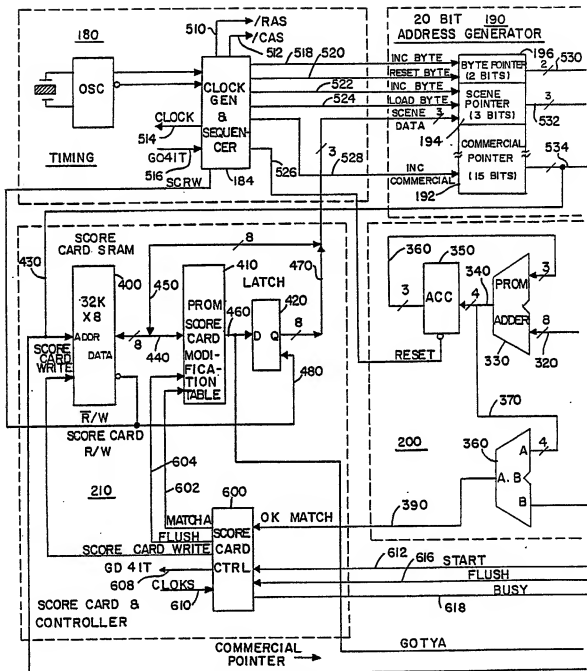 180
510
/RAS
/CAS
512
518
520
522
524
20 BIT 190
ADDRESS GENERATOR
196
OSC
CLOCK
GEN
&
SEQUEN-
CER
INC BYTE
RESET BYTE
INC BYTE
LOAD BYTE
SCENE 3
DATA
BYTE POINTER
(2 BITS)
SCENE
POINTER
(3 BITS)
2
530
3
532
194
COMMERCIAL
POINTER
(15 BITS)
534
CLOCK
514
TIMING
GO41T
516
SCRW
184
526
3
528
INC
COMMERCIAL
192
430
SCORE
CARD SRAM
400
450
8
410
LATCH
470
32K
X8
ADDR
DATA
SCORE
CARD
WRITE
8
440
PROM
SCORE
CARD
MODI-
FICA-
TION
TABLE
460
420
D Q
8
480
R/W
SCORE CARD
R/W
360
350
ACC
340
3
4
3
PROM
ADDER
330
8
320
RESET
370
200
360
A
A.B
B
4
390
210
604
602
600
MATCHA
FLUSH
SCORE CARD WRITE
GD 41T
608
CLOKS
610
SCORE
CARD
CTRL
OK MATCH
612
616
START
FLUSH
BUSY
618
SCORE CARD &
CONTROLLER
COMMERCIAL
POINTER
GOTYA